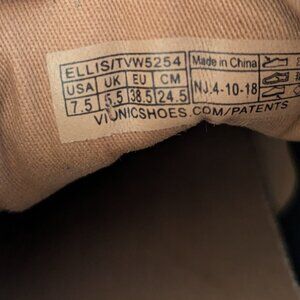 ELLIS/TVW5254
Made in China
USA UK EU CM
7.5 5.5 38.5 24.5
NJ.4-10-18
VIONICSHOES.COM/PATENTS